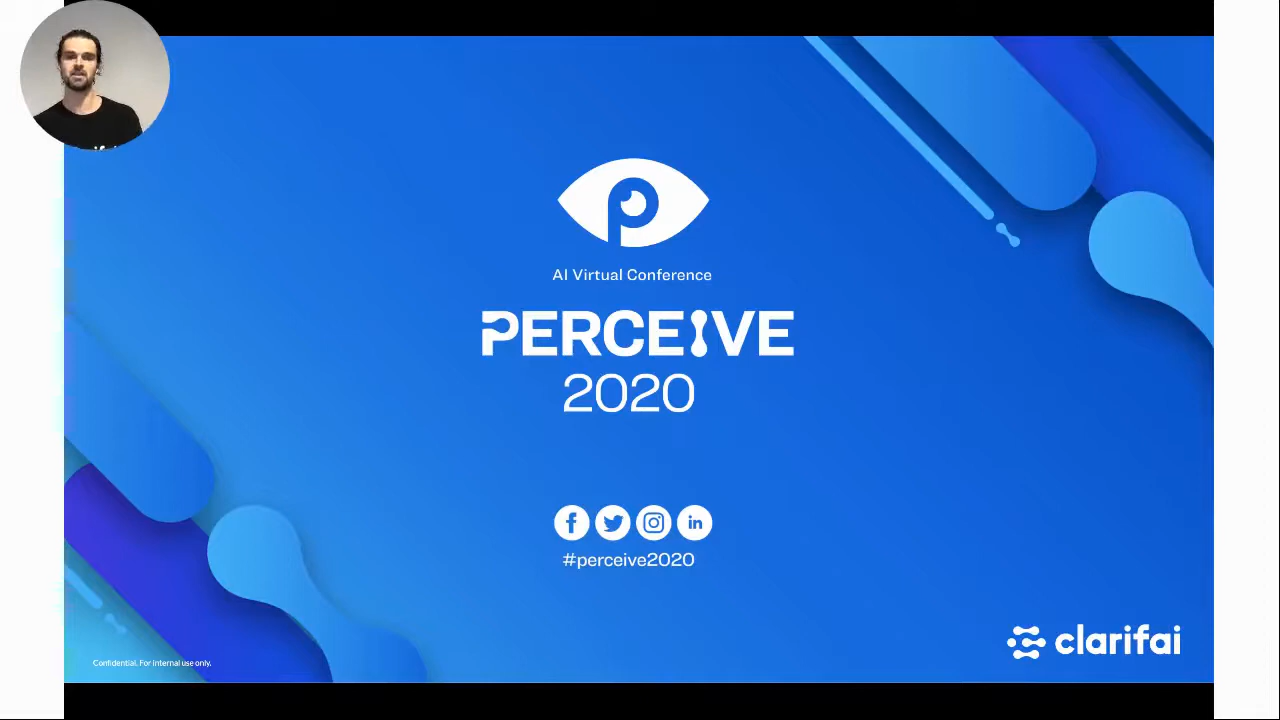 AI Virtual Conference
PERCEIVE
2020
#perceive2020
clarifai
Confidential. For internal use only.